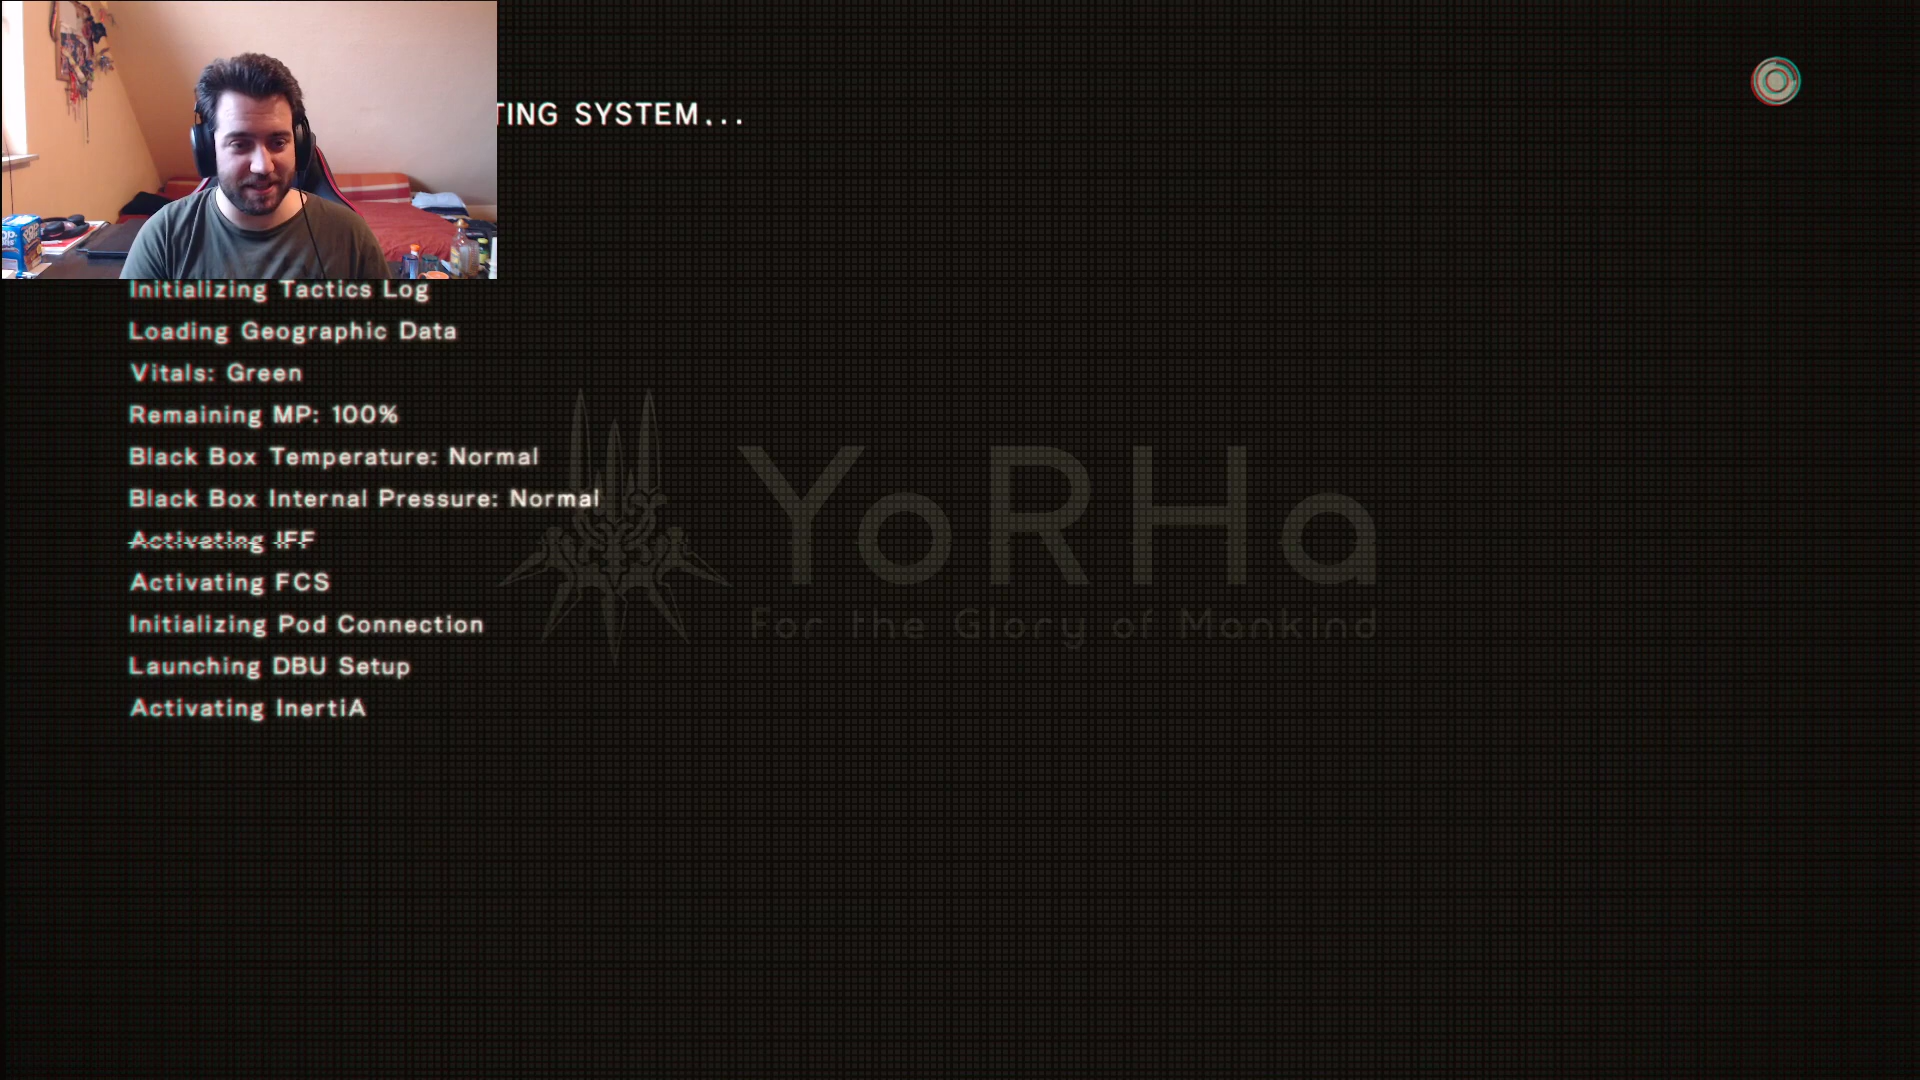 TING SYSTEM...
Initializing Tactics Log
Loading Geographic Data
Vitals: Green
Remaining MP: 100%
Black Box Temperature: Normal
Black Box Internal Pressure: Normal
Activating IFF
Activating FCS
Initializing Pod Connection
Launching DBU Setup
Activating InertiA
YoRHa
For the Glory of Mankind